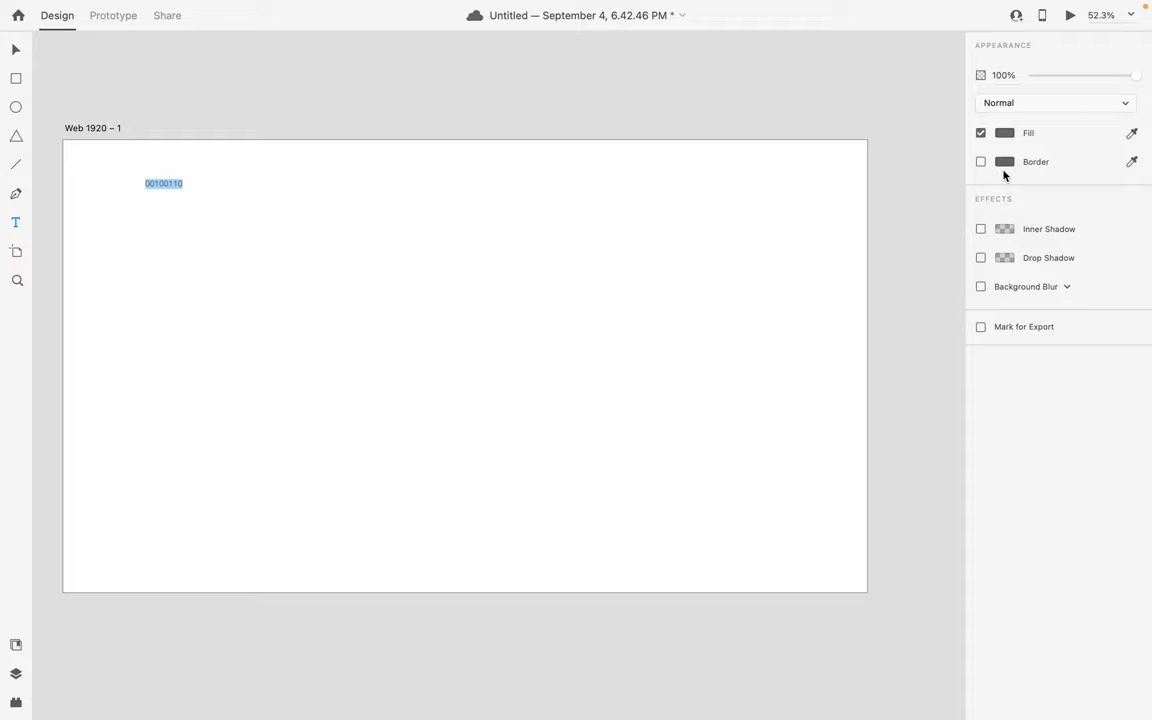 Design Prototype Share Untitled — September 4, 6.42.46 PM * 52.3%
APPEARANCE
100%
Normal
Fill
Border
EFFECTS
Inner Shadow
Drop Shadow
Background Blur
Mark for Export
T
Web 1920 – 1
00100110